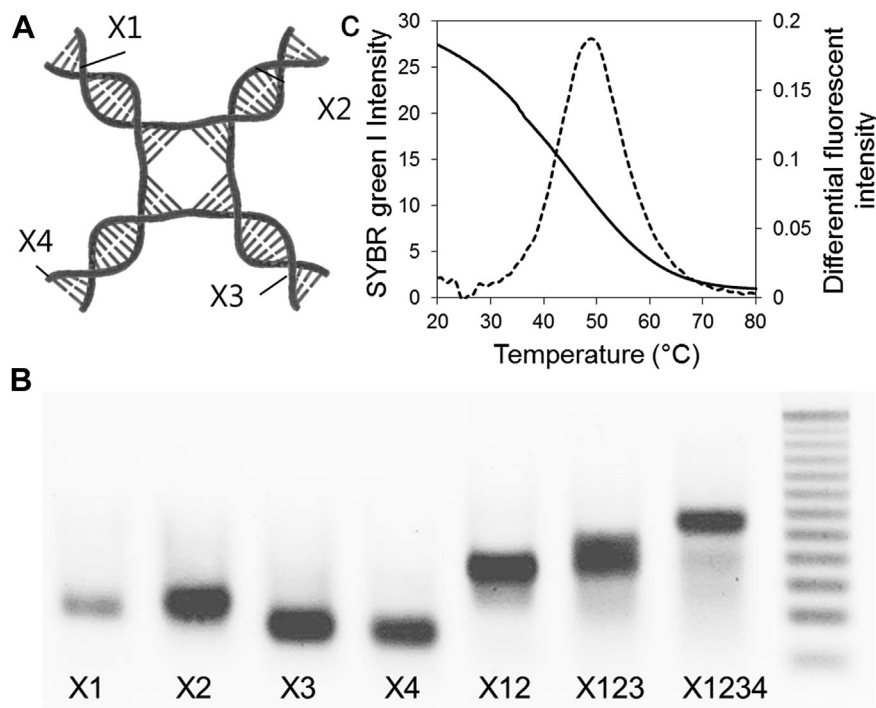 A
X1
X2
X4
X3
C
30
25
20
15
10
5
0
SYBR green I Intensity
0.2
0.15
0.1
0.05
0
Differential fluorescent
intensity
20 30 40 50 60 70 80
Temperature (°C)
B
X1 X2 X3 X4 X12 X123 X1234